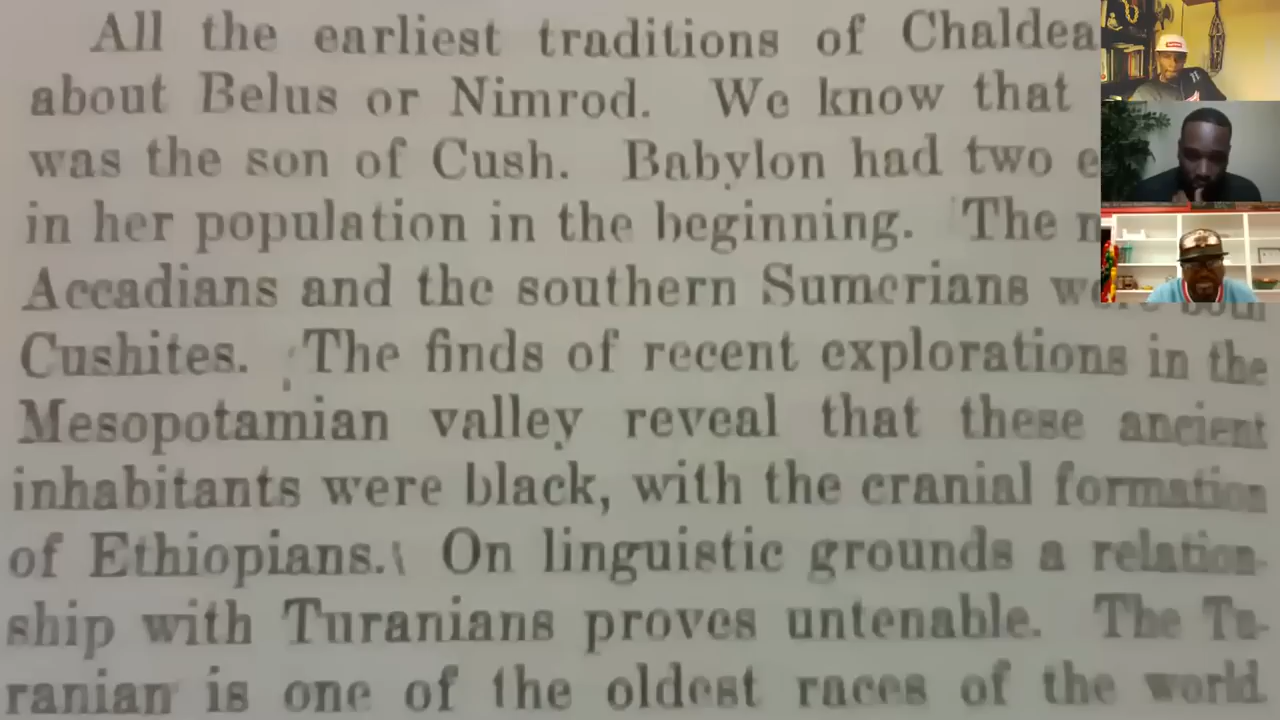 All the earliest traditions of Chaldea
about Belus or Nimrod. We know that
was the son of Cush. Babylon had two
in her population in the beginning. The
Accadians and the southern Sumerians were both
Cushites. The finds of recent explorations in the
Mesopotamian valley reveal that these ancient
inhabitants were black, with the cranial formation
of Ethiopians. On linguistic grounds a relation-
ship with Turanians proves untenable. The Tu-
ranian is one of the oldest races of the world.